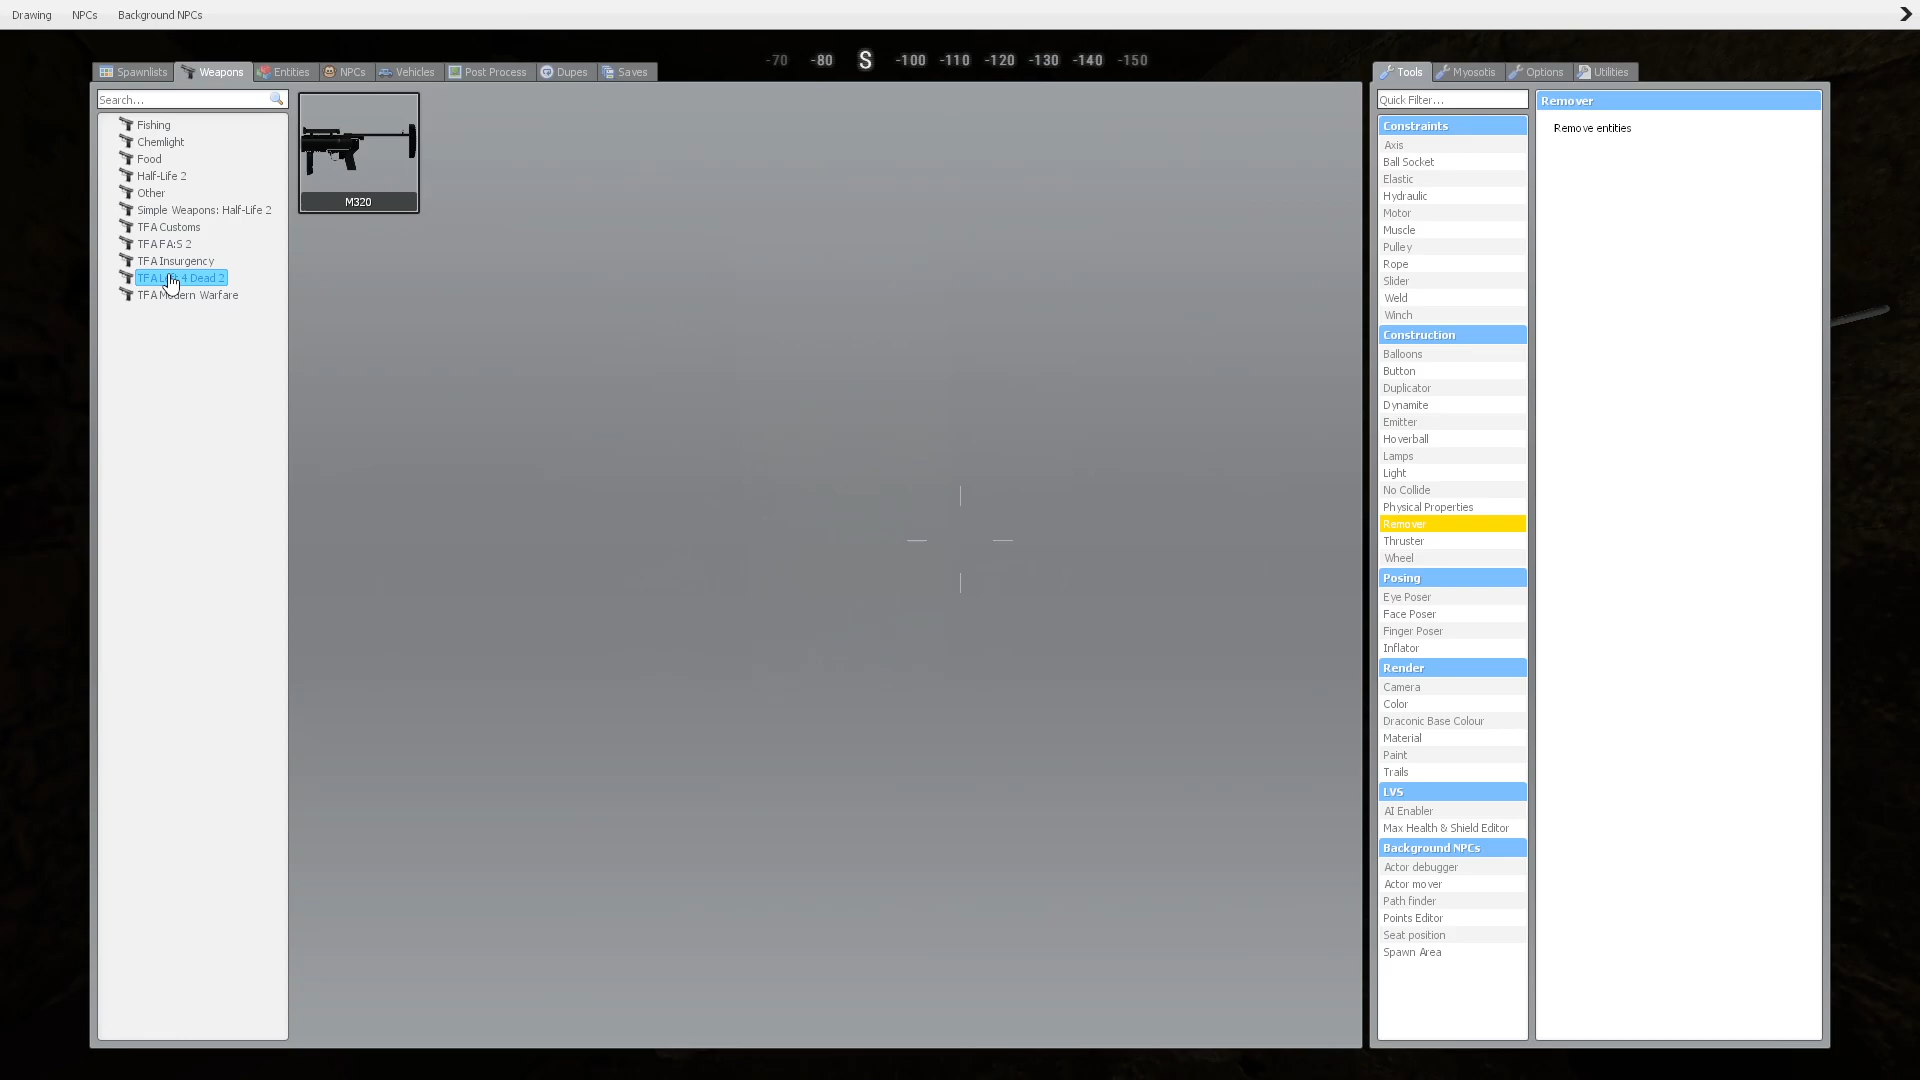 Drawing NPCs Background NPCs
-70 -80 S -100 -110 -120 -130 -140 -150
Spawnlists Weapons Entities NPCs Vehicles Post Process Dupes Saves
Search...
Fishing
Chemlight
Food
Half-Life 2
Other
Simple Weapons: Half-Life 2
TFA Customs
TFA FA:S 2
TFA Insurgency
TFA Left 4 Dead 2
TFA Modern Warfare
M320
Tools Myosotis Options Utilities
Quick Filter...
Constraints
Axis
Ball Socket
Elastic
Hydraulic
Motor
Muscle
Pulley
Rope
Slider
Weld
Winch
Construction
Balloons
Button
Duplicator
Dynamite
Emitter
Hoverball
Lamps
Light
No Collide
Physical Properties
Remover
Thruster
Wheel
Posing
Eye Poser
Face Poser
Finger Poser
Inflator
Render
Camera
Color
Draconic Base Colour
Material
Paint
Trails
LVS
AI Enabler
Max Health & Shield Editor
Background NPCs
Actor debugger
Actor mover
Path finder
Points Editor
Seat position
Spawn Area
Remover
Remove entities